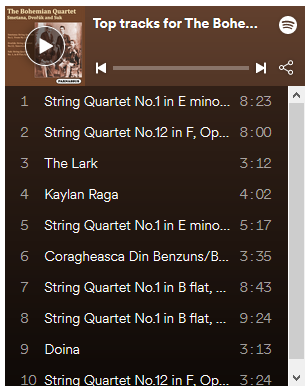 The Bohemian Quartet
Smetana, Dvořák and Suk
Top tracks for The Bohe...
1 String Quartet No.1 in E mino... 8:23
2 String Quartet No.12 in F, Op... 8:00
3 The Lark 3:12
4 Kaylan Raga 4:02
5 String Quartet No.1 in E mino... 5:17
6 Coragheasca Din Benzuns/B... 3:35
7 String Quartet No.1 in B flat, ... 8:43
8 String Quartet No.1 in B flat, ... 9:24
9 Doina 3:13
10 String Quartet No.12 in F, Op... 3:24